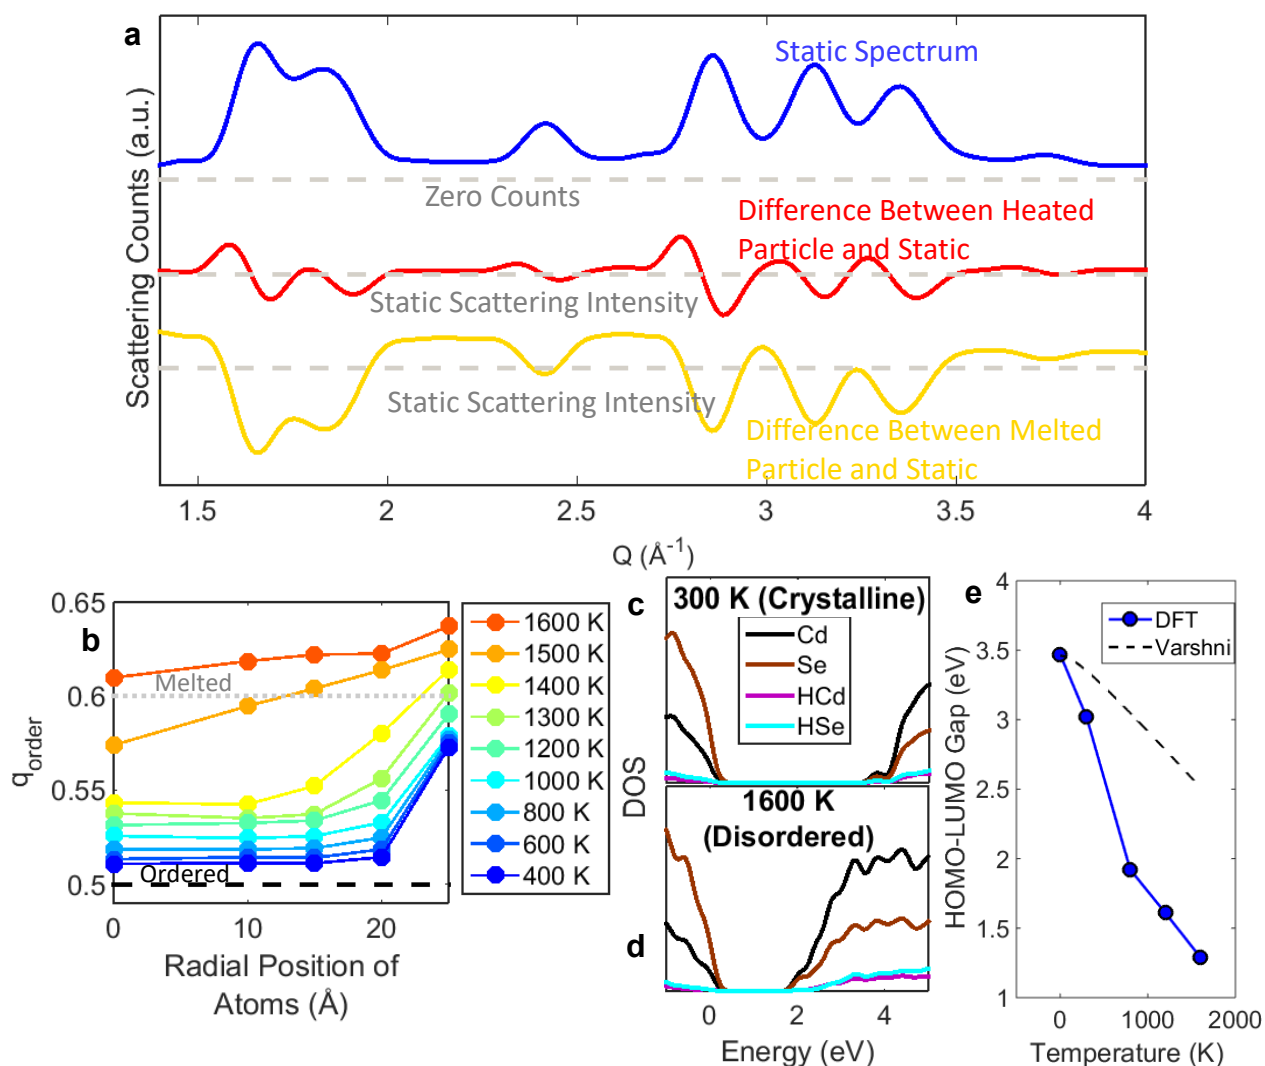 a
Static Spectrum
Zero Counts
Difference Between Heated
Particle and Static
Static Scattering Intensity
Static Scattering Intensity
Difference Between Melted
Particle and Static
Scattering Counts (a.u.)
1.5 2 2.5 3 3.5 4
Q (Å-1)
b
0.65
0.6
0.55
0.5
qorder
Melted
Ordered
0 10 20
Radial Position of
Atoms (Å)
1600 K
1500 K
1400 K
1300 K
1200 K
1000 K
800 K
600 K
400 K
c
300 K (Crystalline)
Cd
Se
HCd
HSe
DOS
1600 K
(Disordered)
d
0 2 4
Energy (eV)
e
4
3.5
3
2.5
2
1.5
1
HOMO-LUMO Gap (eV)
DFT
Varshni
0 1000 2000
Temperature (K)